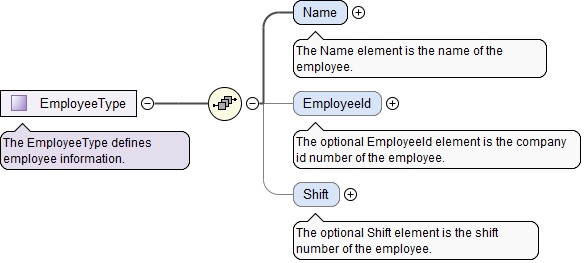 Name
The Name element is the name of the
employee.
EmployeeType
The EmployeeType defines
employee information.
EmployeeId
The optional EmployeeId element is the company
id number of the employee.
Shift
The optional Shift element is the shift
number of the employee.